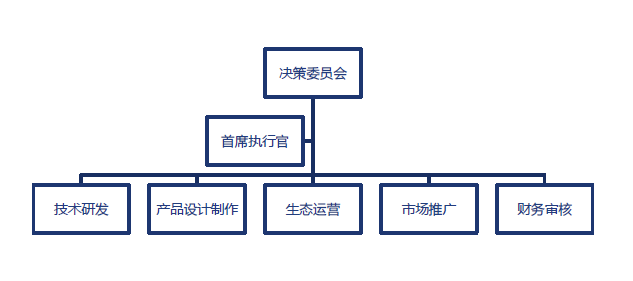 决策委员会
首席执行官
技术研发
产品设计制作
生态运营
市场推广
财务审核